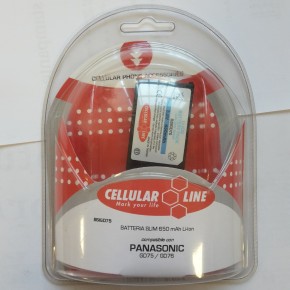 CELLULAR PHONE ACCESSORIES
CELLULAR LINE
Mark your life
BSIGD75
BATTERIA SLIM 650 mAh Li-Ion
compatibile con
PANASONIC
GD75 / GD76